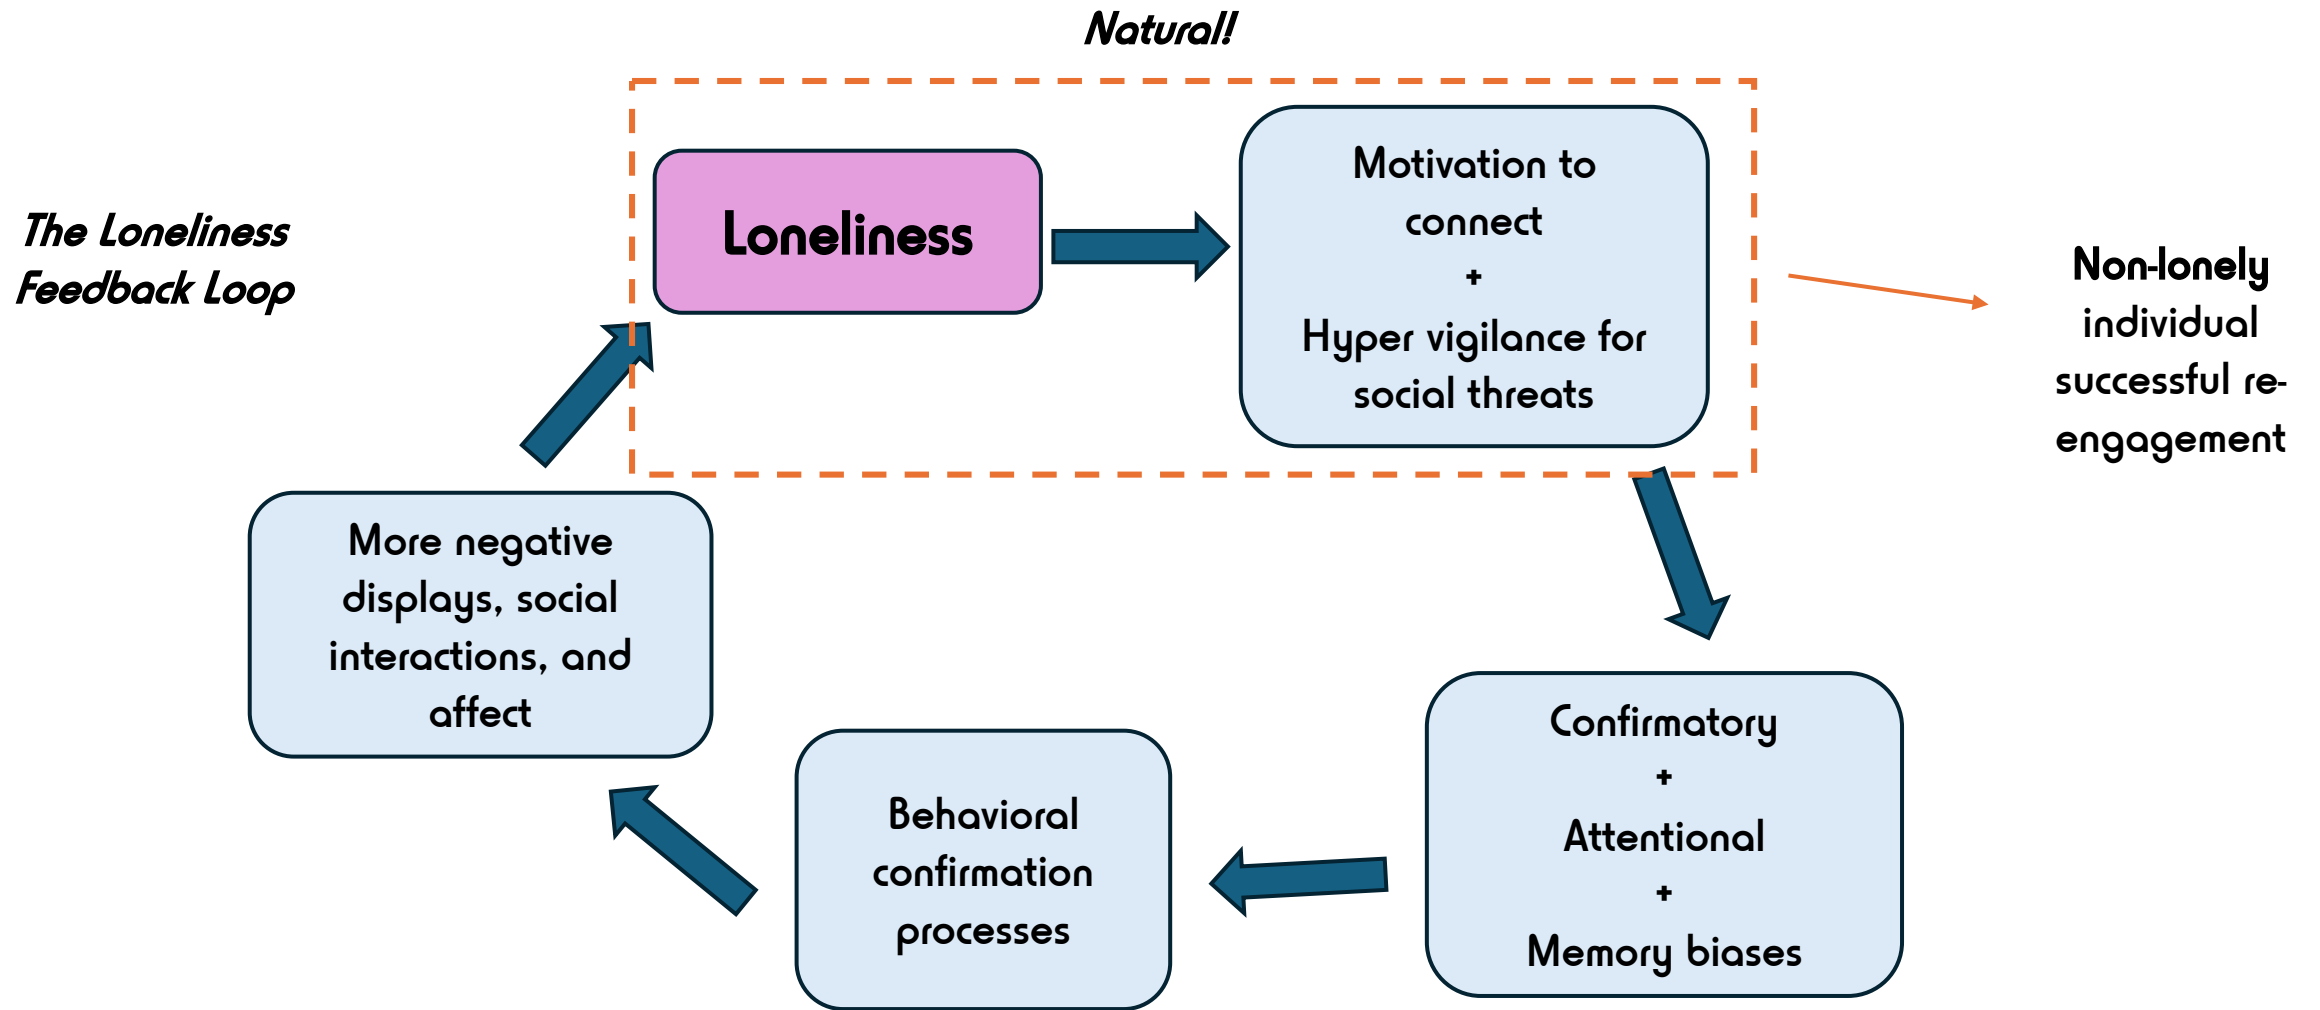 Natural!
The Loneliness
Feedback Loop
Loneliness
Motivation to
connect
+
Hyper vigilance for
social threats
Non-lonely
individual
successful re-
engagement
Confirmatory
+
Attentional
+
Memory biases
Behavioral
confirmation
processes
More negative
displays, social
interactions, and
affect